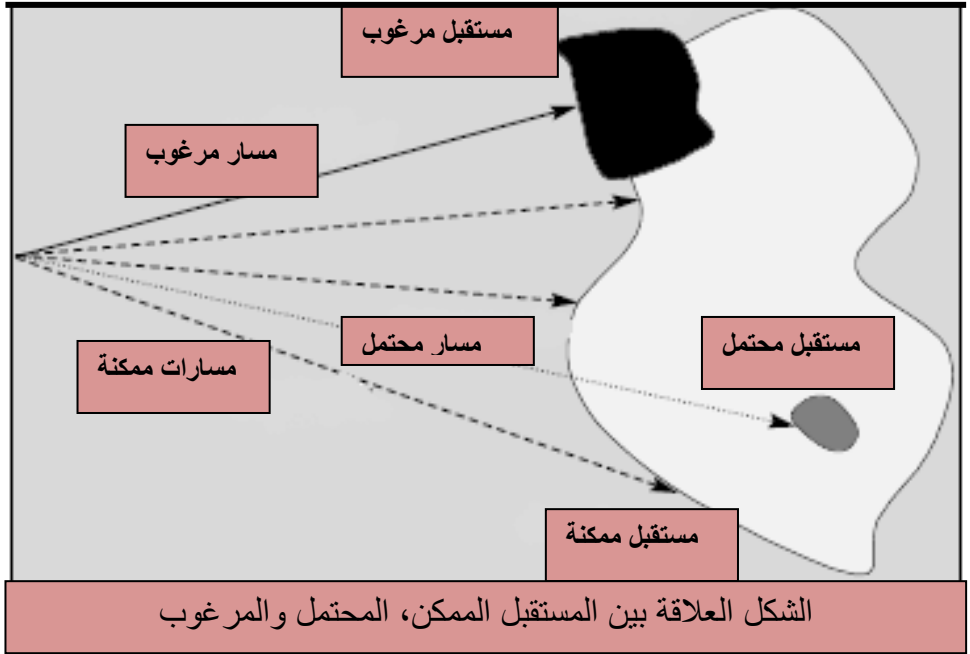 مستقبل مرغوب
مسار مرغوب
مسار محتمل
مستقبل محتمل
مسارات ممكنة
مستقبل ممكنة
الشكل العلاقة بين المستقبل الممكن، المحتمل والمرغوب